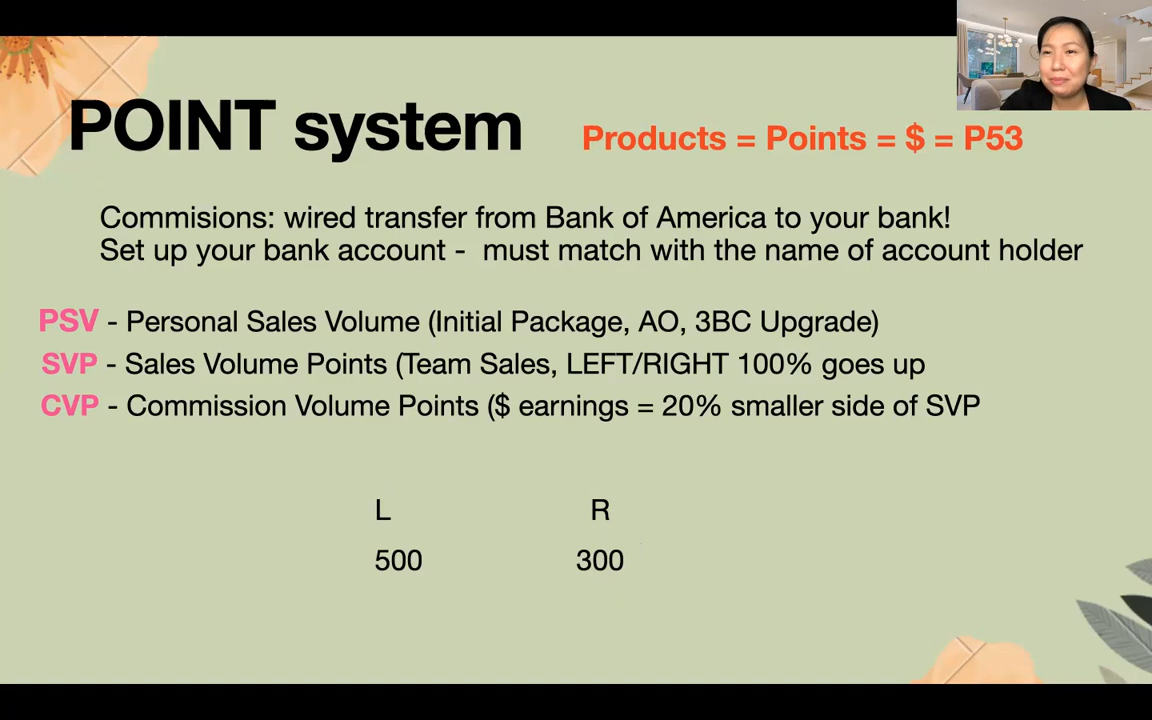 POINT system
Products = Points = $ = P53
Commisions: wired transfer from Bank of America to your bank!
Set up your bank account -  must match with the name of account holder
PSV - Personal Sales Volume (Initial Package, AO, 3BC Upgrade)
SVP - Sales Volume Points (Team Sales, LEFT/RIGHT 100% goes up
CVP - Commission Volume Points ($ earnings = 20% smaller side of SVP
L R
500 300